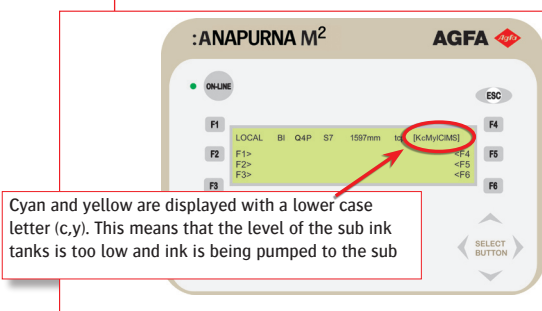 :ANAPURNA M2
AGFA
Agfa
ON-LINE
ESC
F1
F4
LOCAL BI Q4P S7 1597mm [KcMyICIMS]
F2
F1>
<F4
F5
F2>
<F5
F3
F3>
<F6
F6
Cyan and yellow are displayed with a lower case
letter (c,y). This means that the level of the sub ink
tanks is too low and ink is being pumped to the sub
SELECT
BUTTON